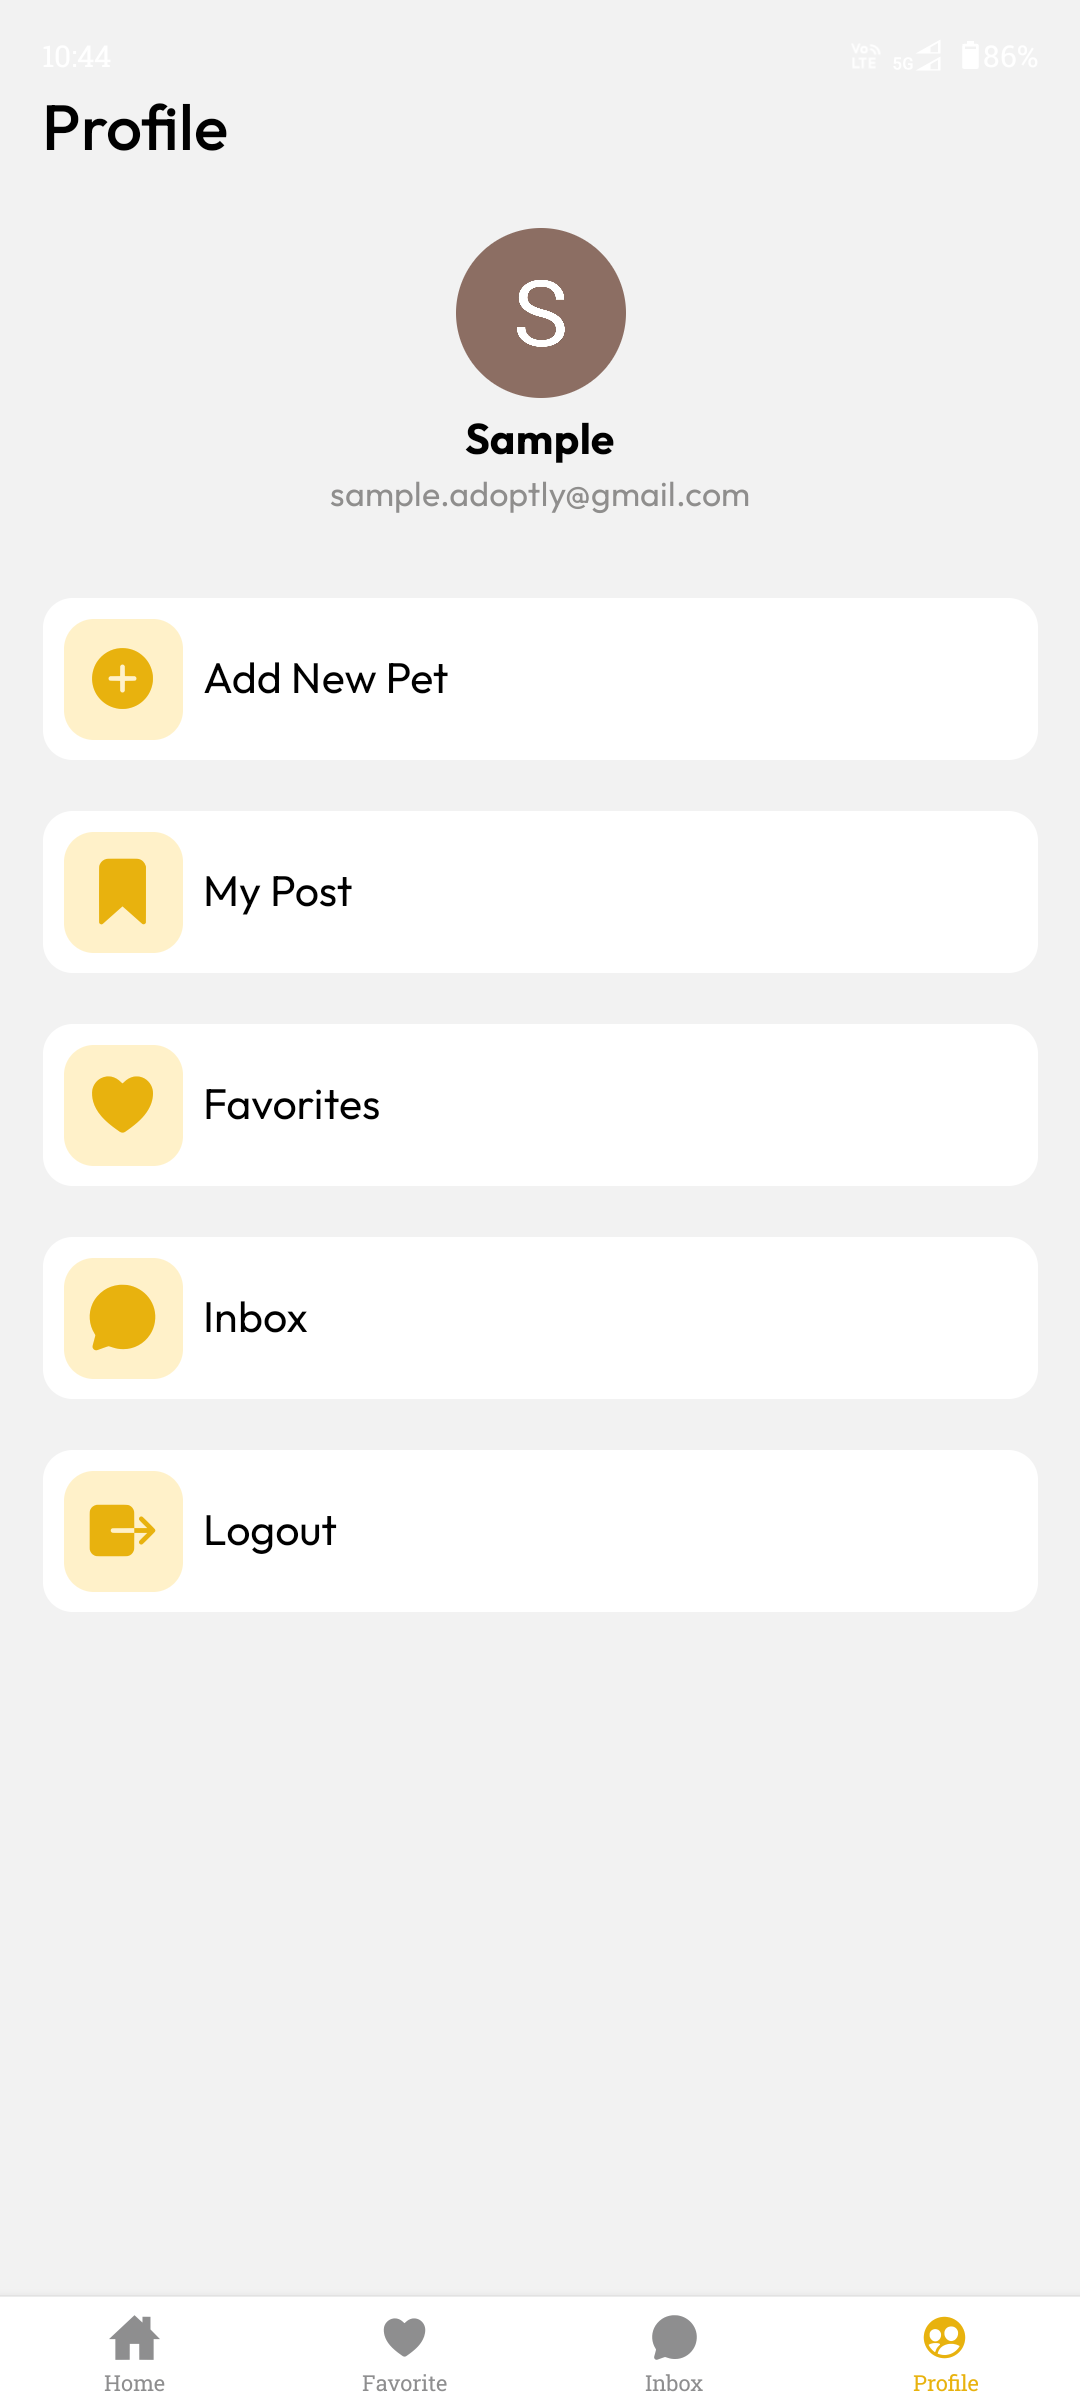 10:44 Vo LTE 5G 86%
Profile
S
Sample
sample.adoptly@gmail.com
Add New Pet
My Post
Favorites
Inbox
Logout
Home Favorite Inbox Profile